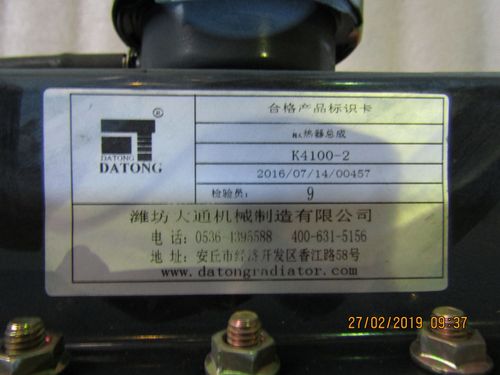 合格产品标识卡
热器总成
K4100-2
2016/07/14/00457
检验员: 9
®
DATONG
DATONG
潍坊大通机械制造有限公司
电 话: 0536-4395588 400-631-5156
地 址: 安丘市经济开发区香江路58号
www.datongradiator.com
27/02/2019 09:37